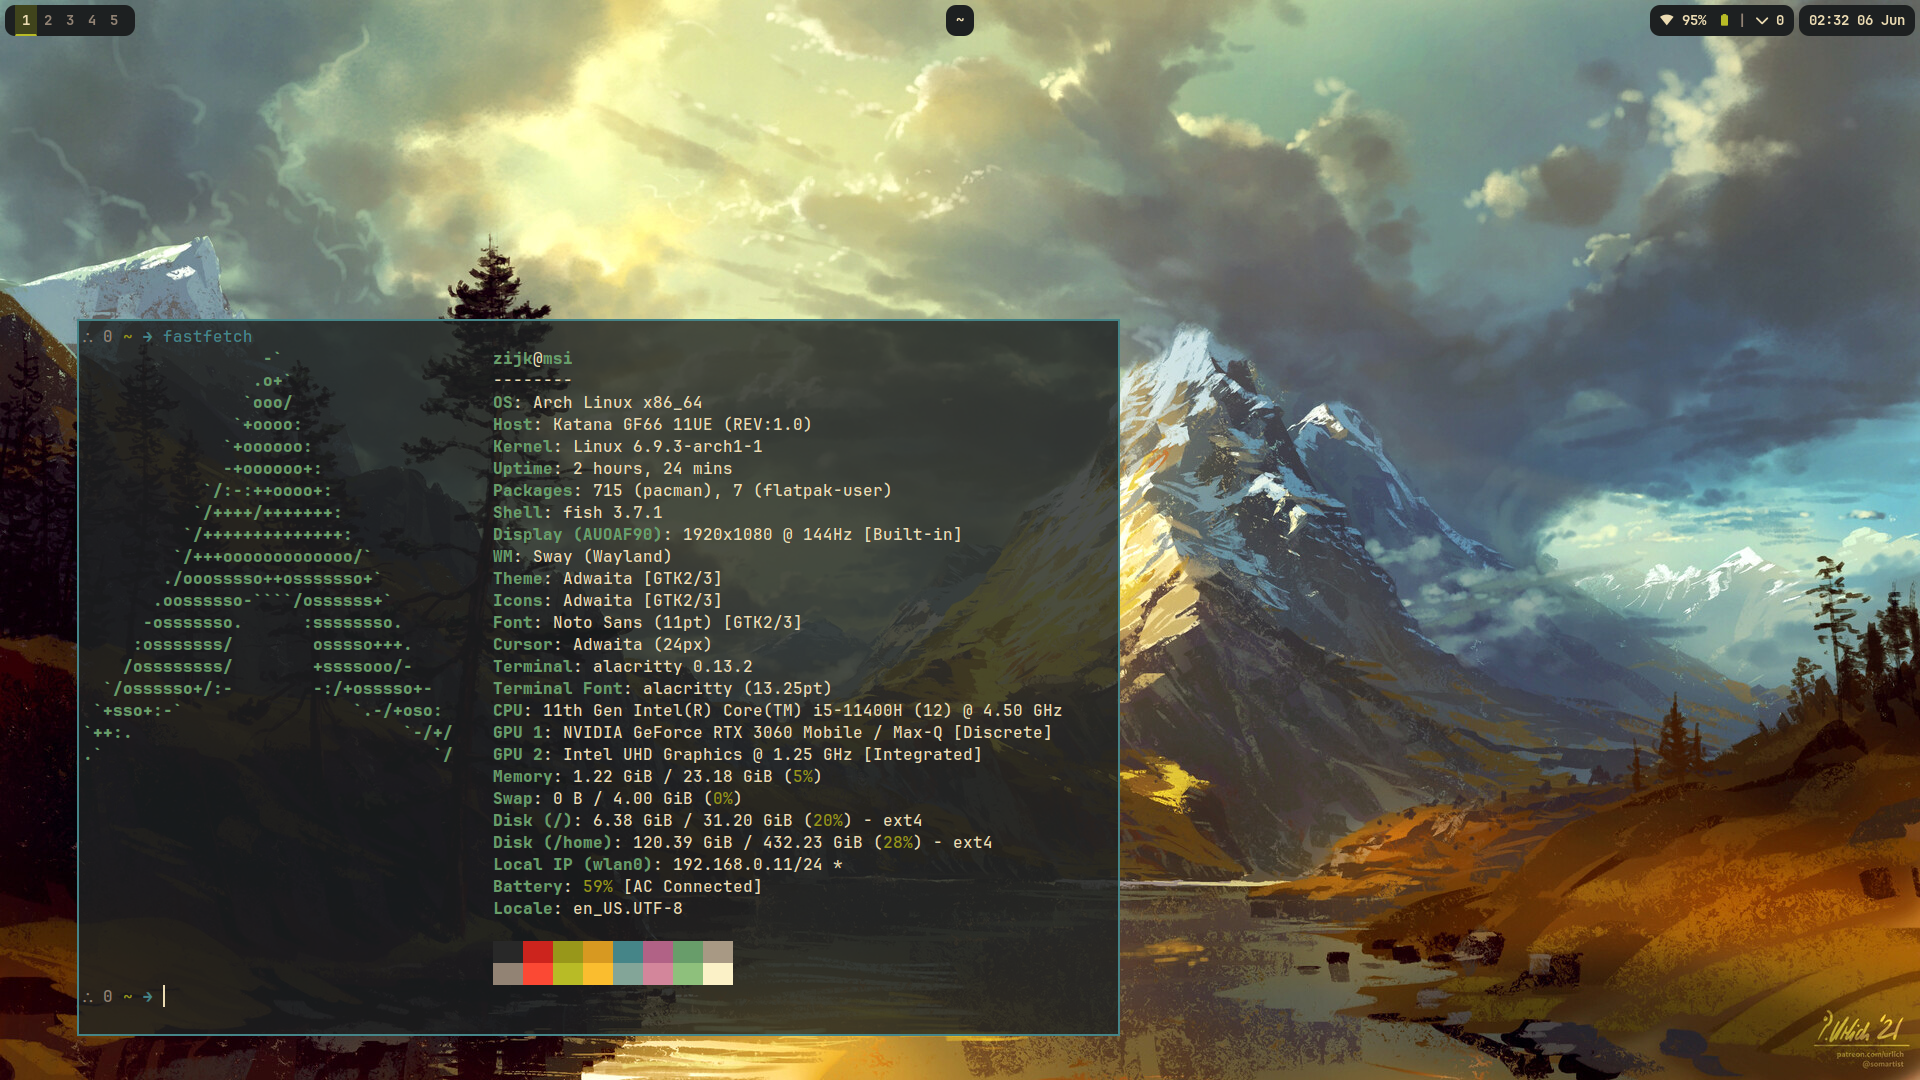 1 2 3 4 5
~
95% | 0
02:32 06 Jun
∴ 0 ~ → fastfetch
-`
.o+`
`ooo/
`+oooo:
`+oooooo:
-+oooooo+:
`/:-:++oooo+:
`/++++/+++++++:
`/++++++++++++++:
`/+++ooooooooooooo/`
./ooosssso++osssssso+`
.oossssso-````/ossssss+`
-osssssso. :ssssssso.
:osssssss/ osssso+++.
/ossssssss/ +ssssooo/-
`/ossssso+/:- -:/+osssso+-
`+sso+:-` `.-/+oso:
`++:. `-/+/
.` `/
zijk@msi
--------
OS: Arch Linux x86_64
Host: Katana GF66 11UE (REV:1.0)
Kernel: Linux 6.9.3-arch1-1
Uptime: 2 hours, 24 mins
Packages: 715 (pacman), 7 (flatpak-user)
Shell: fish 3.7.1
Display (AUOAF90): 1920x1080 @ 144Hz [Built-in]
WM: Sway (Wayland)
Theme: Adwaita [GTK2/3]
Icons: Adwaita [GTK2/3]
Font: Noto Sans (11pt) [GTK2/3]
Cursor: Adwaita (24px)
Terminal: alacritty 0.13.2
Terminal Font: alacritty (13.25pt)
CPU: 11th Gen Intel(R) Core(TM) i5-11400H (12) @ 4.50 GHz
GPU 1: NVIDIA GeForce RTX 3060 Mobile / Max-Q [Discrete]
GPU 2: Intel UHD Graphics @ 1.25 GHz [Integrated]
Memory: 1.22 GiB / 23.18 GiB (5%)
Swap: 0 B / 4.00 GiB (0%)
Disk (/): 6.38 GiB / 31.20 GiB (20%) - ext4
Disk (/home): 120.39 GiB / 432.23 GiB (28%) - ext4
Local IP (wlan0): 192.168.0.11/24 *
Battery: 59% [AC Connected]
Locale: en_US.UTF-8
∴ 0 ~ →
P.Urlich '21
patreon.com/urlich
@somartist